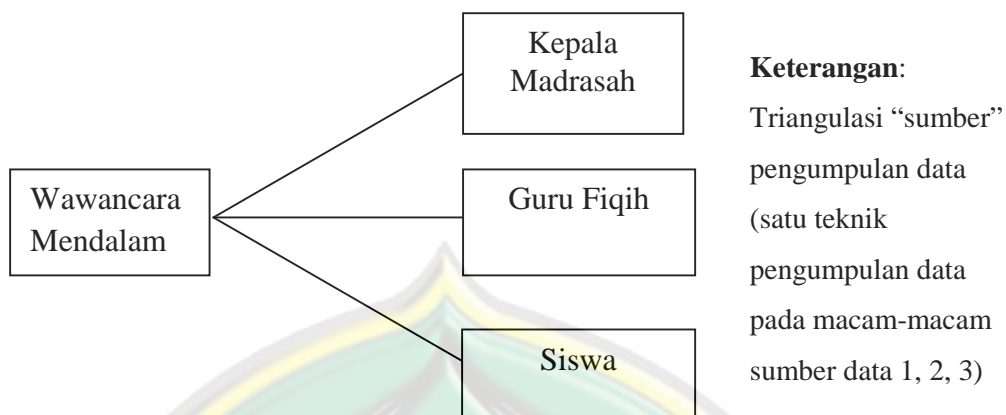 Kepala
Madrasah
Wawancara
Mendalam
Guru Fiqih
Siswa
Keterangan:
Triangulasi “sumber”
pengumpulan data
(satu teknik
pengumpulan data
pada macam-macam
sumber data 1, 2, 3)